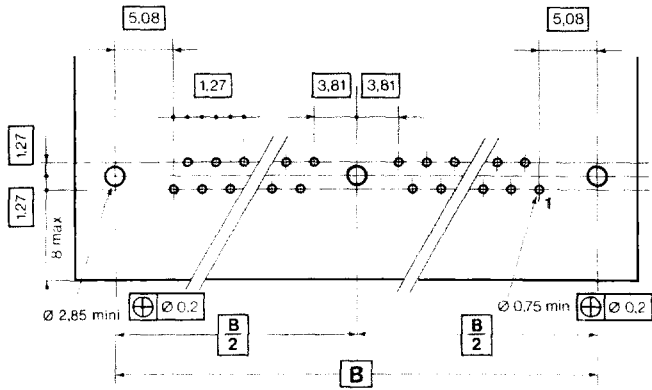 5,08
5,08
1,27
3,81
3,81
1,27
1,27
8 max
1
Ø 2,85 mini
Ø 0,2
Ø 0,75 min
Ø 0,2
B
2
B
2
B